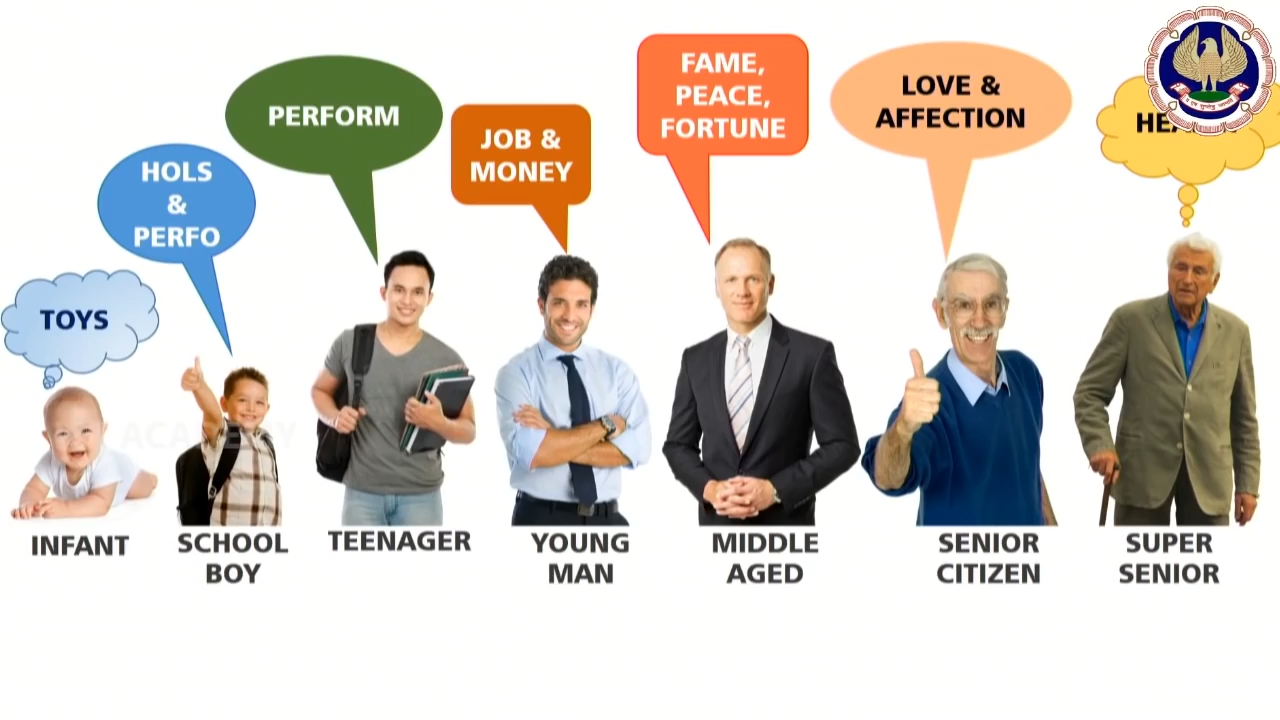 TOYS
HOLS
&
PERFO
PERFORM
JOB &
MONEY
FAME,
PEACE,
FORTUNE
LOVE &
AFFECTION
INFANT
SCHOOL
BOY
TEENAGER
YOUNG
MAN
MIDDLE
AGED
SENIOR
CITIZEN
SUPER
SENIOR
ACADEMY